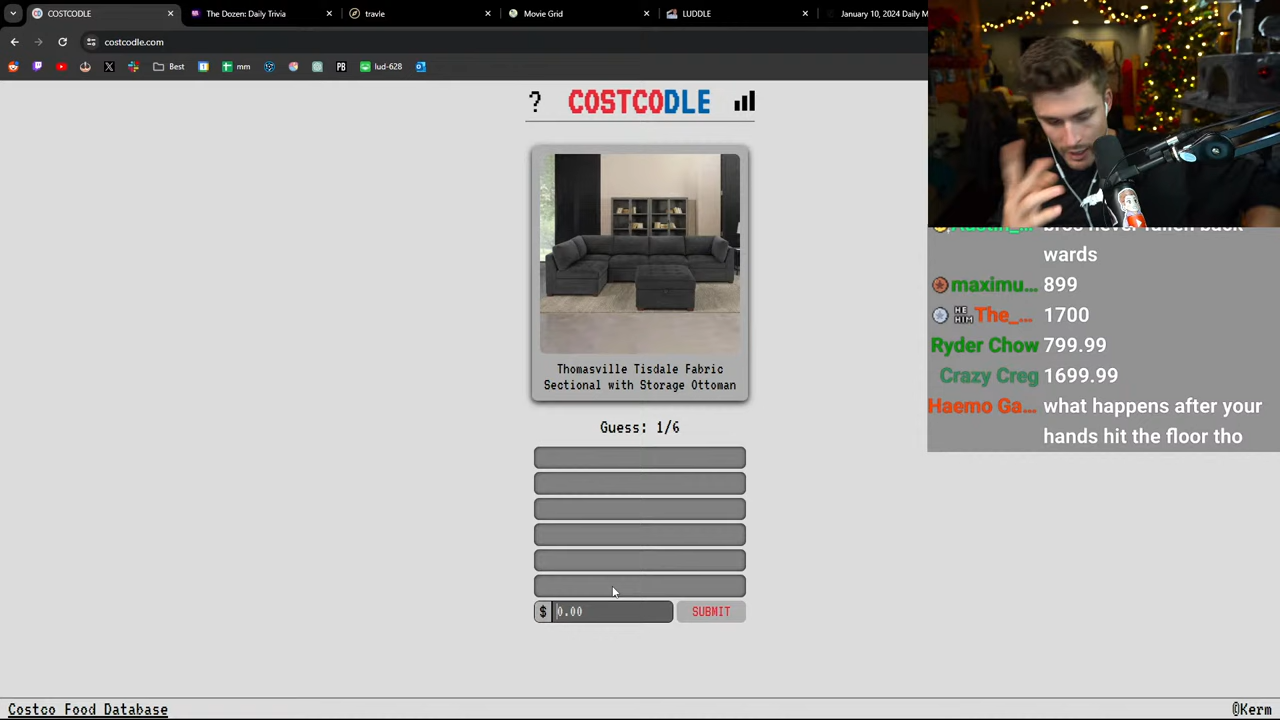 COSTCODLE
The Dozen: Daily Trivia
travle
Movie Grid
LUDDLE
January 10, 2024 Daily M
costcodle.com
Best
mm
lud-628
? COSTCODLE
Thomasville Tisdale Fabric
Sectional with Storage Ottoman
Guess: 1/6
$ 0.00 SUBMIT
Costco Food Database
@Kerm
wards
maximu... 899
HE HIM The_... 1700
Ryder Chow 799.99
Crazy Creg 1699.99
Haemo Ga... what happens after your
hands hit the floor tho